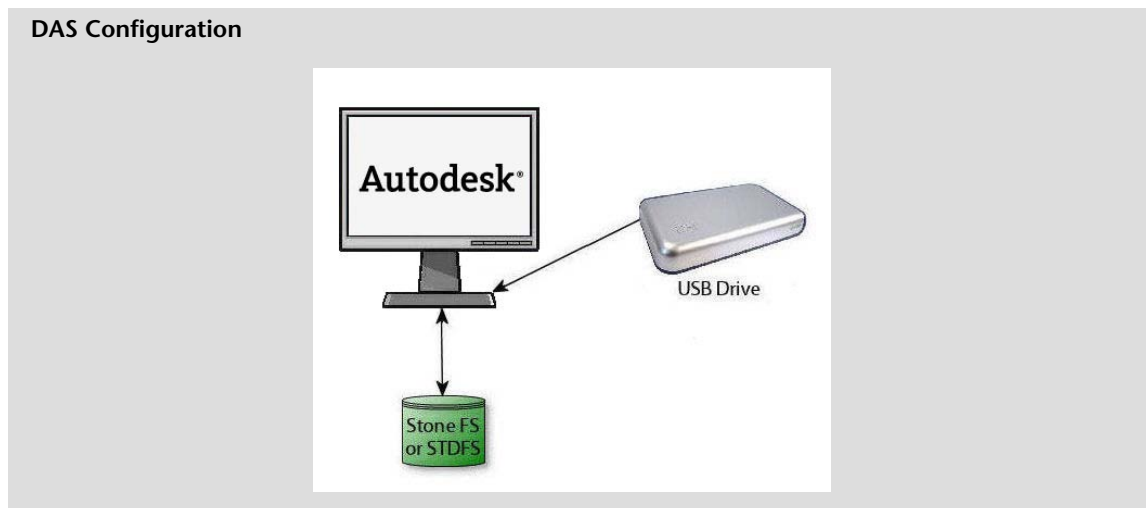 DAS Configuration
Autodesk®
USB Drive
Stone FS
or STDFS